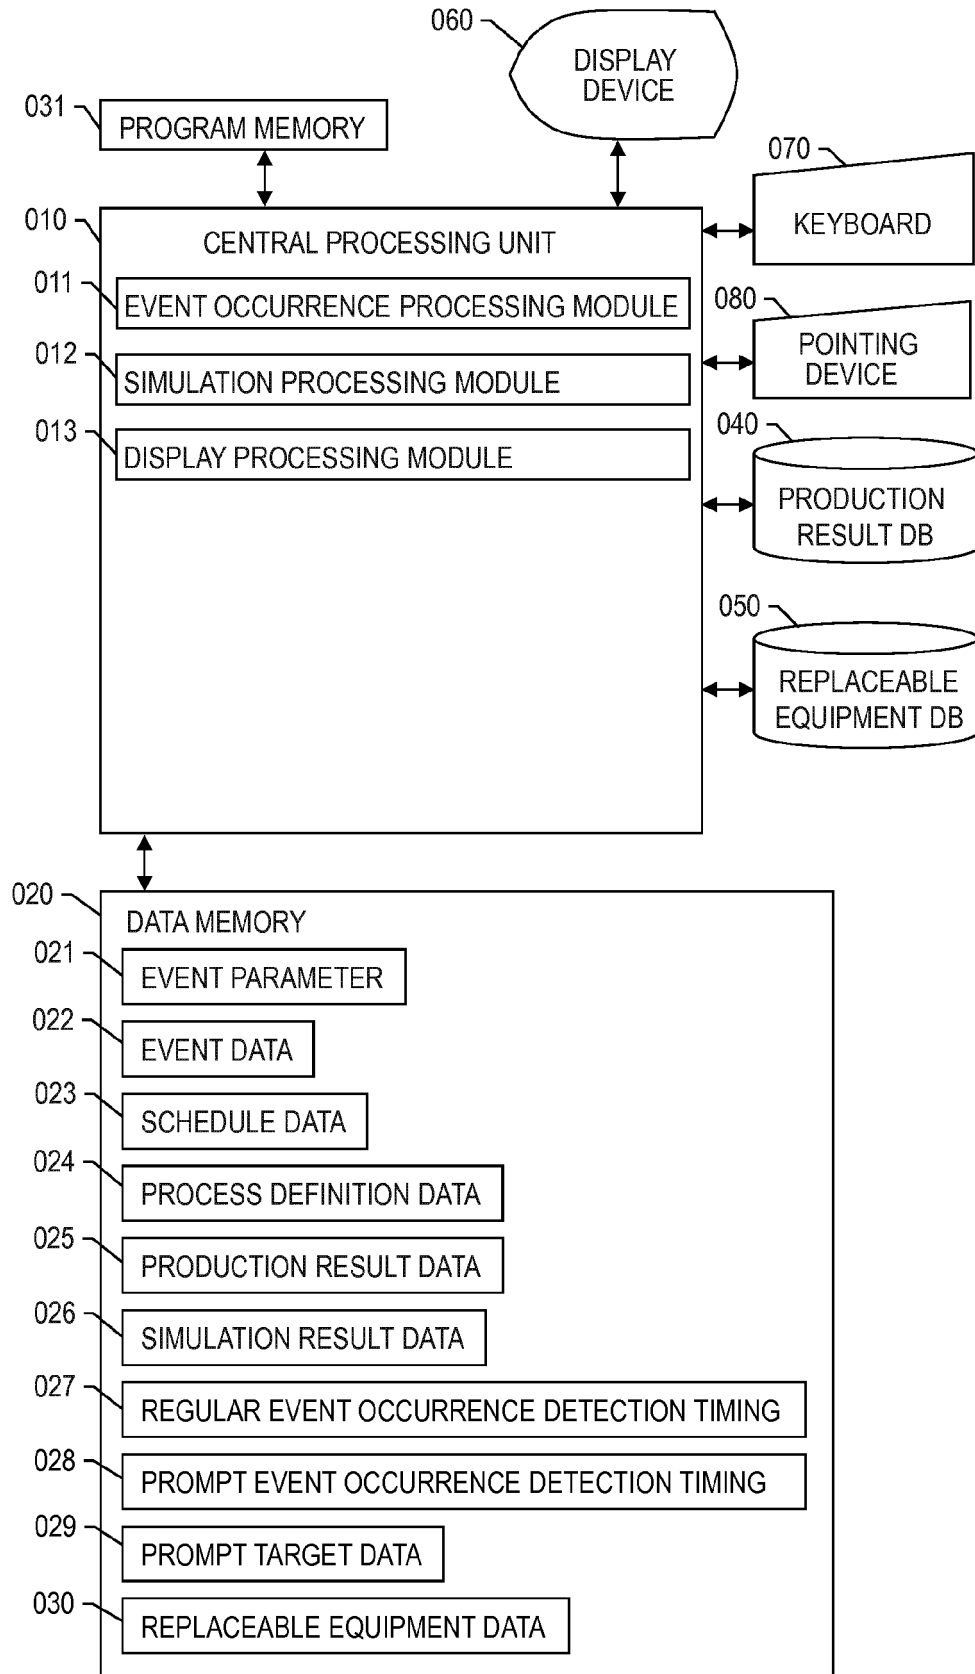 060
DISPLAY
DEVICE
031
PROGRAM MEMORY
070
KEYBOARD
010
CENTRAL PROCESSING UNIT
011
EVENT OCCURRENCE PROCESSING MODULE
080
POINTING
DEVICE
012
SIMULATION PROCESSING MODULE
013
DISPLAY PROCESSING MODULE
040
PRODUCTION
RESULT DB
050
REPLACEABLE
EQUIPMENT DB
020
DATA MEMORY
021
EVENT PARAMETER
022
EVENT DATA
023
SCHEDULE DATA
024
PROCESS DEFINITION DATA
025
PRODUCTION RESULT DATA
026
SIMULATION RESULT DATA
027
REGULAR EVENT OCCURRENCE DETECTION TIMING
028
PROMPT EVENT OCCURRENCE DETECTION TIMING
029
PROMPT TARGET DATA
030
REPLACEABLE EQUIPMENT DATA